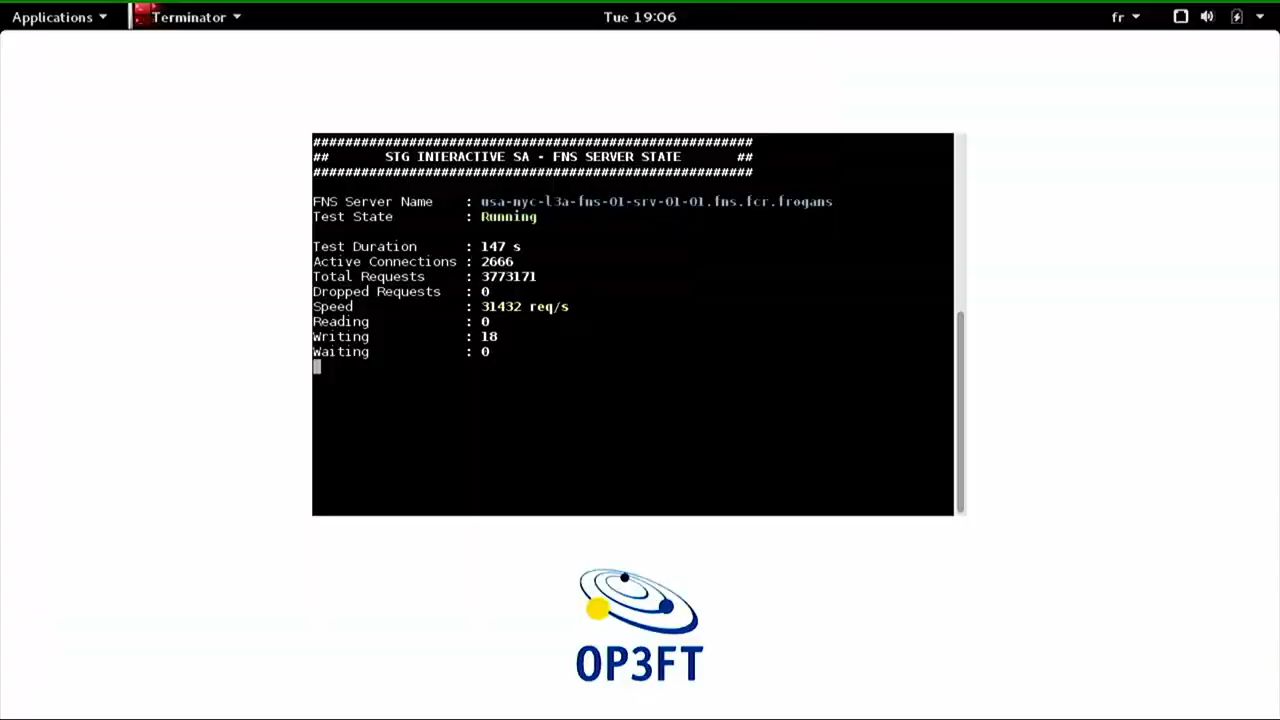 Applications Terminator Tue 19:06 fr
#######################################################
## STG INTERACTIVE SA - FNS SERVER STATE ##
#######################################################
FNS Server Name : usa-nyc-l3a-fns-01-srv-01-01.fns.fcr.frogans
Test State : Running
Test Duration : 147 s
Active Connections : 2666
Total Requests : 3773171
Dropped Requests : 0
Speed : 31432 req/s
Reading : 0
Writing : 18
Waiting : 0
OP3FT